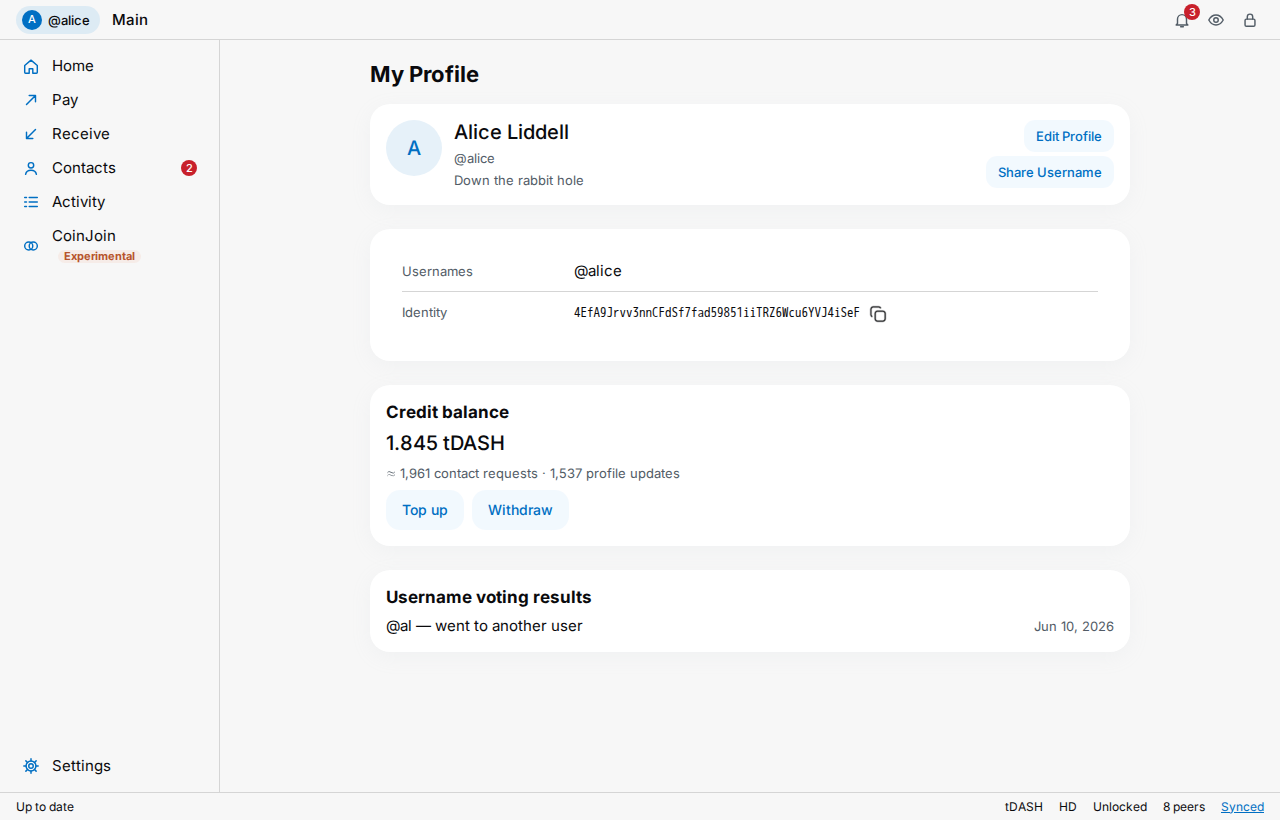 A @alice Main 3
Home
Pay
Receive
Contacts 2
Activity
CoinJoin
Experimental
Settings
My Profile
A
Alice Liddell
@alice
Down the rabbit hole
Edit Profile
Share Username
Usernames @alice
Identity 4EfA9Jrvv3nnCFdSf7fad59851iiTRZ6Wcu6YVJ4iSeF
Credit balance
1.845 tDASH
≈ 1,961 contact requests · 1,537 profile updates
Top up Withdraw
Username voting results
@al — went to another user Jun 10, 2026
Up to date tDASH HD Unlocked 8 peers Synced